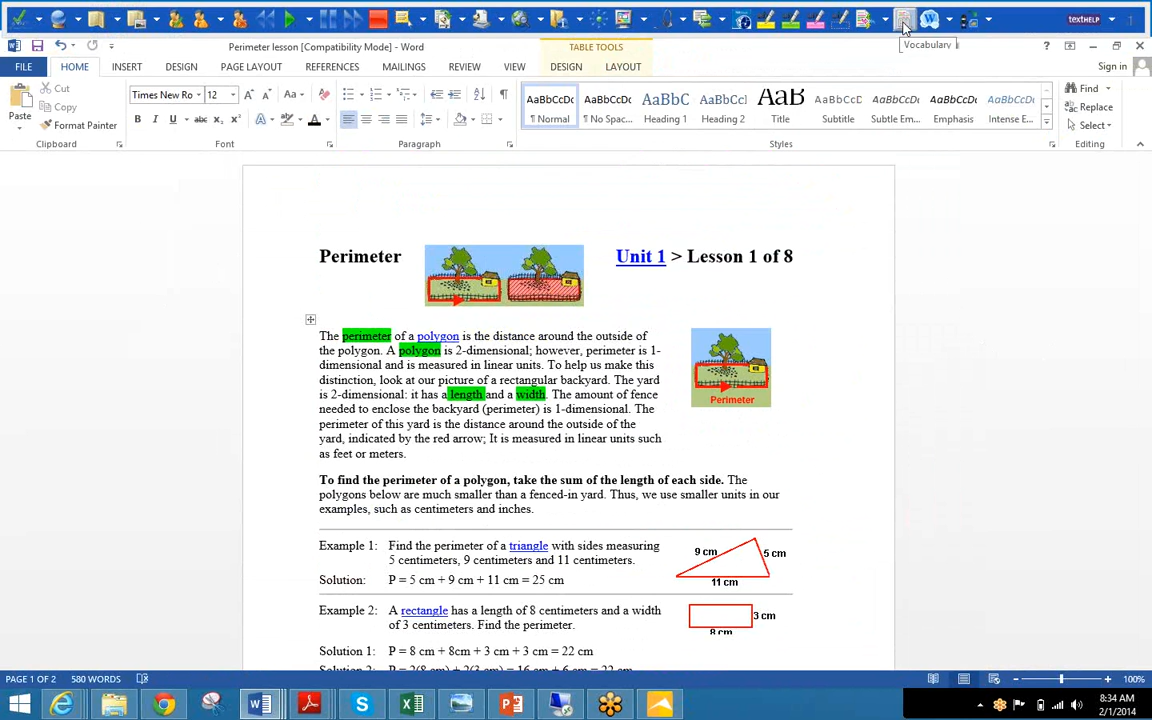 textHELP
Vocabulary
Perimeter lesson [Compatibility Mode] - Word
TABLE TOOLS
?
FILE
HOME
INSERT
DESIGN
PAGE LAYOUT
REFERENCES
MAILINGS
REVIEW
VIEW
DESIGN
LAYOUT
Sign in
Paste
Cut
Copy
Format Painter
Times New Ro
12
AaBbCcDc
¶ Normal
AaBbCcDc
¶ No Spac...
AaBbC
Heading 1
AaBbCcl
Heading 2
AaB
Title
AaBbCcD
Subtitle
AaBbCcDc
Subtle Em...
AaBbCcDc
Emphasis
AaBbCcDc
Intense E...
Find
Replace
Select
Clipboard
Font
Paragraph
Styles
Editing
Perimeter
Unit 1 > Lesson 1 of 8
The perimeter of a polygon is the distance around the outside of
the polygon. A polygon is 2-dimensional; however, perimeter is 1-
dimensional and is measured in linear units. To help us make this
distinction, look at our picture of a rectangular backyard. The yard
is 2-dimensional: it has a length and a width. The amount of fence
needed to enclose the backyard (perimeter) is 1-dimensional. The
perimeter of this yard is the distance around the outside of the
yard, indicated by the red arrow; It is measured in linear units such
as feet or meters.
Perimeter
To find the perimeter of a polygon, take the sum of the length of each side. The
polygons below are much smaller than a fenced-in yard. Thus, we use smaller units in our
examples, such as centimeters and inches.
Example 1: Find the perimeter of a triangle with sides measuring
5 centimeters, 9 centimeters and 11 centimeters.
Solution: P = 5 cm + 9 cm + 11 cm = 25 cm
9 cm
5 cm
11 cm
Example 2: A rectangle has a length of 8 centimeters and a width
of 3 centimeters. Find the perimeter.
3 cm
8 cm
Solution 1: P = 8 cm + 8cm + 3 cm + 3 cm = 22 cm
Solution 2: P = 2(8 cm) + 2(3 cm) = 16 cm + 6 cm = 22 cm
PAGE 1 OF 2
580 WORDS
100%
8:34 AM
2/1/2014